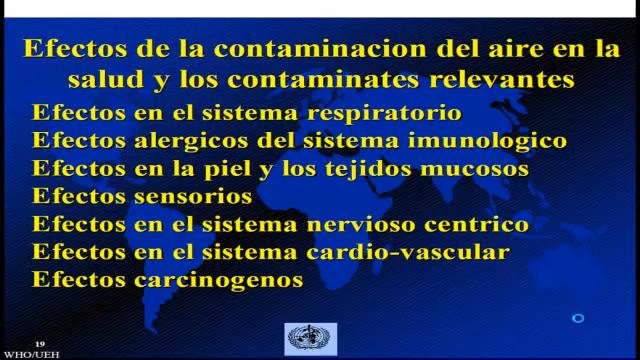 Efectos de la contaminacion del aire en la
salud y los contaminates relevantes
Efectos en el sistema respiratorio
Efectos alergicos del sistema imunologico
Efectos en la piel y los tejidos mucosos
Efectos sensorios
Efectos en el sistema nervioso centrico
Efectos en el sistema cardio-vascular
Efectos carcinogenos
19
WHO/UEH